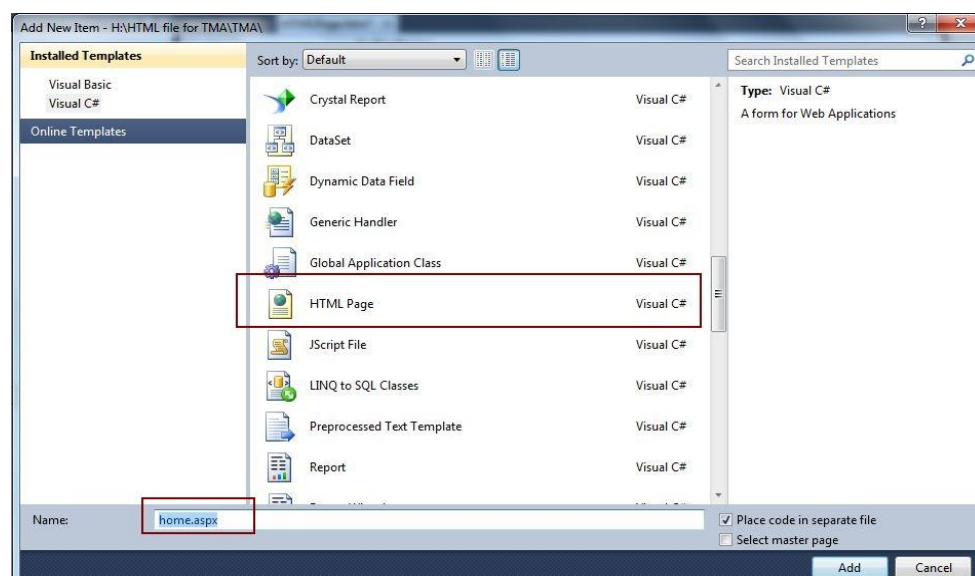 Add New Item - H:\HTML file for TMA\TMA\
Installed Templates
Visual Basic
Visual C#
Online Templates
Sort by: Default
Search Installed Templates
Crystal Report Visual C#
DataSet Visual C#
Dynamic Data Field Visual C#
Generic Handler Visual C#
Global Application Class Visual C#
HTML Page Visual C#
JScript File Visual C#
LINQ to SQL Classes Visual C#
Preprocessed Text Template Visual C#
Report Visual C#
Type: Visual C#
A form for Web Applications
Name: home.aspx
Place code in separate file
Select master page
Add Cancel